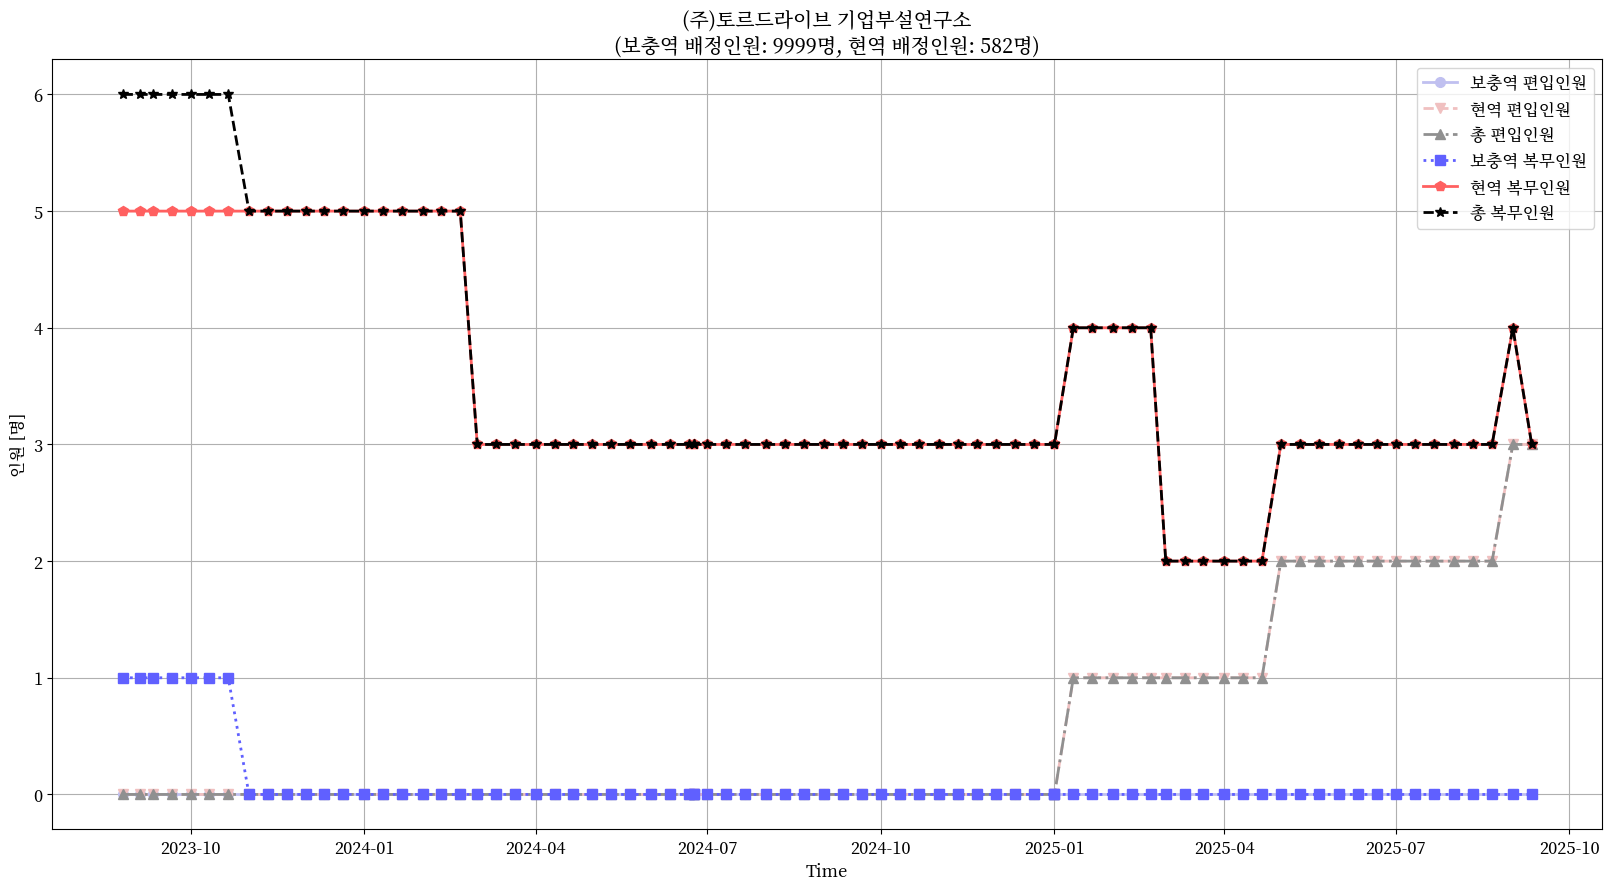 (주)토르드라이브 기업부설연구소
(보충역 배정인원: 9999명, 현역 배정인원: 582명)
보충역 편입인원
현역 편입인원
총 편입인원
보충역 복무인원
현역 복무인원
총 복무인원
인원 [명]
6
5
4
3
2
1
0
2023-10
2024-01
2024-04
2024-07
2024-10
2025-01
2025-04
2025-07
2025-10
Time